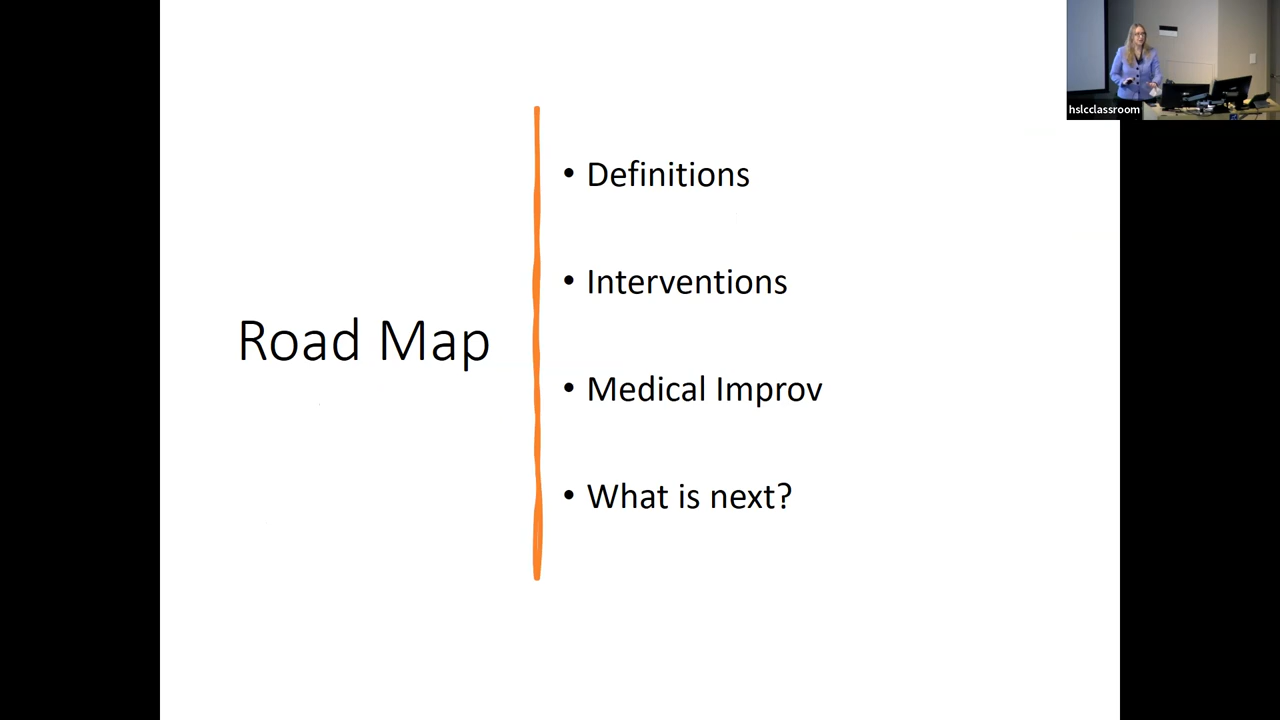 hslcclassroom
Road Map
• Definitions
• Interventions
• Medical Improv
• What is next?